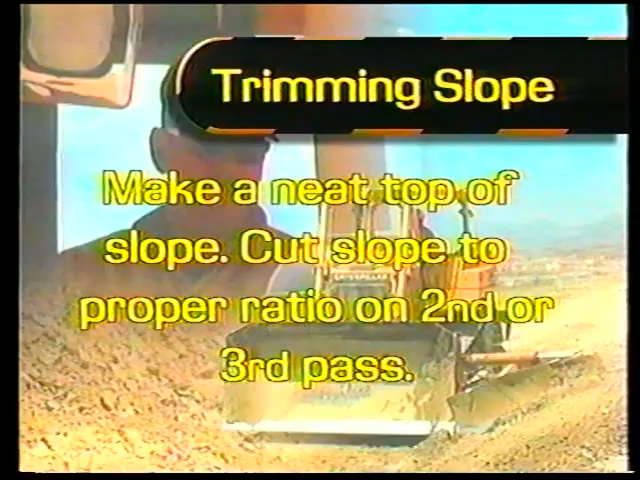 Trimming Slope
Make a neat top of
slope. Cut slope to
proper ratio on 2nd or
3rd pass.